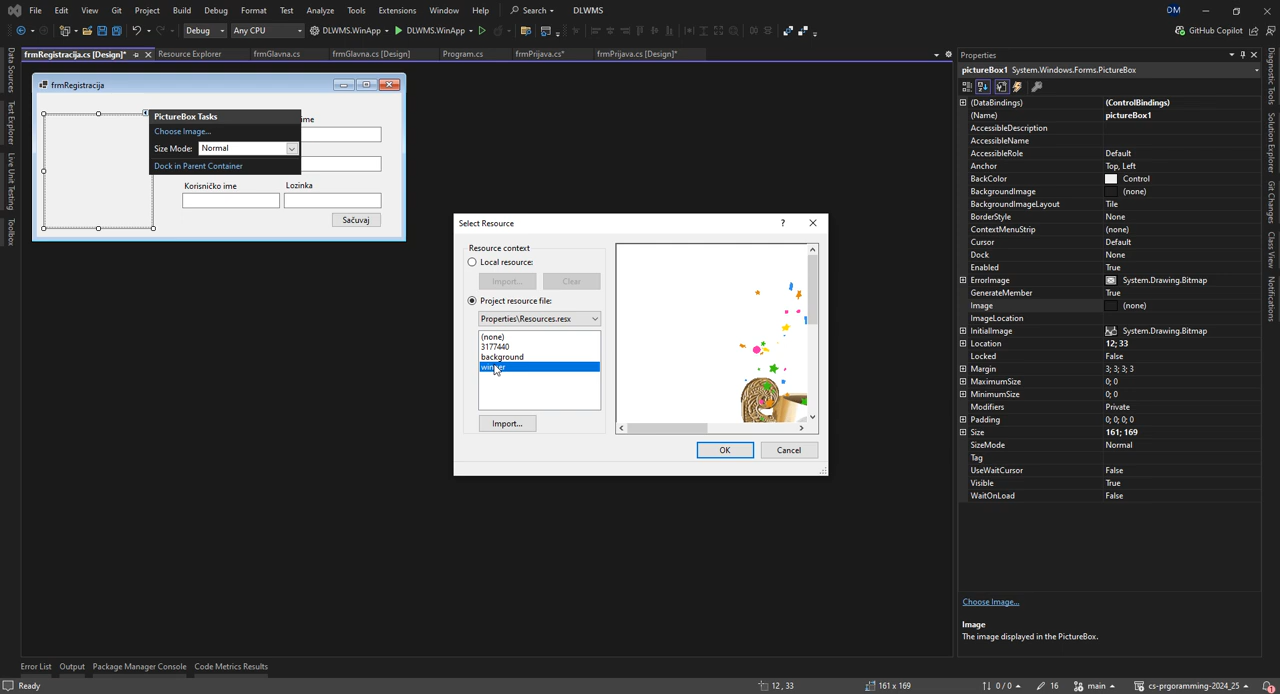 File Edit View Git Project Build Debug Format Test Analyze Tools Extensions Window Help Search DLWMS DM
Debug Any CPU DLWMS.WinApp DLWMS.WinApp GitHub Copilot
frmRegistracija.cs [Design]* Resource Explorer frmGlavna.cs frmGlavna.cs [Design] Program.cs frmPrijava.cs* frmPrijava.cs [Design]*
Data Sources
Test Explorer
Live Unit Testing
Toolbox
frmRegistracija
PictureBox Tasks
Choose Image...
Size Mode: Normal
Dock in Parent Container
ime
Korisničko ime Lozinka
Sačuvaj
Select Resource ?
Resource context
Local resource:
Import... Clear
Project resource file:
Properties\Resources.resx
(none)
3177440
background
winner
Import...
OK Cancel
Properties
pictureBox1 System.Windows.Forms.PictureBox
(DataBindings) (ControlBindings)
(Name) pictureBox1
AccessibleDescription
AccessibleName
AccessibleRole Default
Anchor Top, Left
BackColor Control
BackgroundImage (none)
BackgroundImageLayout Tile
BorderStyle None
ContextMenuStrip (none)
Cursor Default
Dock None
Enabled True
ErrorImage System.Drawing.Bitmap
GenerateMember True
Image (none)
ImageLocation
InitialImage System.Drawing.Bitmap
Location 12; 33
Locked False
Margin 3; 3; 3; 3
MaximumSize 0; 0
MinimumSize 0; 0
Modifiers Private
Padding 0; 0; 0; 0
Size 161; 169
SizeMode Normal
Tag
UseWaitCursor False
Visible True
WaitOnLoad False
Choose Image...
Image
The image displayed in the PictureBox.
Diagnostic Tools
Solution Explorer
Git Changes
Class View
Notifications
Error List Output Package Manager Console Code Metrics Results
Ready 12 , 33 161 x 169 0 / 0 16 main cs-prgoramming-2024_25